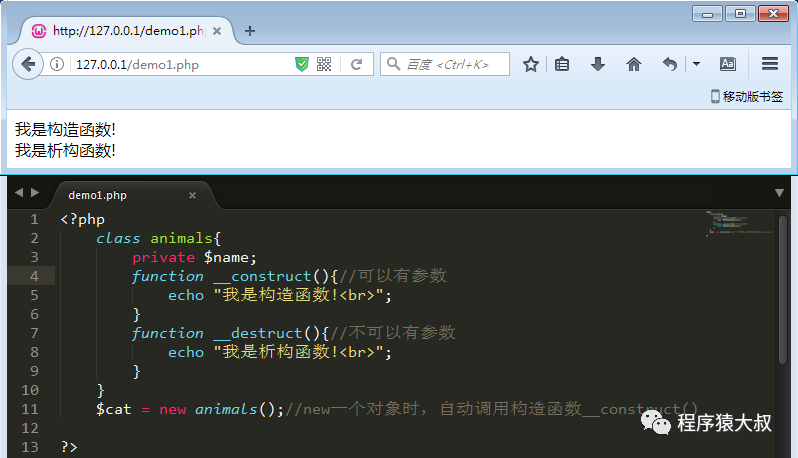 http://127.0.0.1/demo1.ph
127.0.0.1/demo1.php
百度 <Ctrl+K>
移动版书签
我是构造函数!
我是析构函数!
demo1.php
1 <?php
2 class animals{
3 private $name;
4 function __construct(){//可以有参数
5 echo "我是构造函数!<br>";
6 }
7 function __destruct(){//不可以有参数
8 echo "我是析构函数!<br>";
9 }
10 }
11 $cat = new animals();//new一个对象时，自动调用构造函数__construct()
12
13 ?>
程序猿大叔